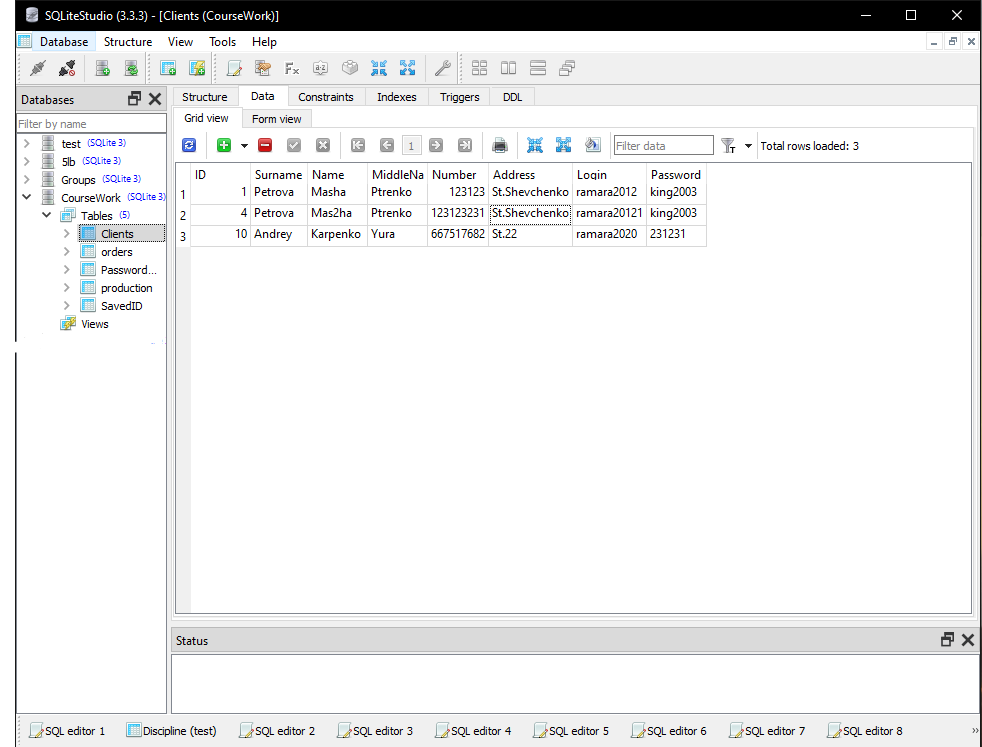 SQLiteStudio (3.3.3) - [Clients (CourseWork)]
Database Structure View Tools Help
Databases
Filter by name
test (SQLite 3)
5lb (SQLite 3)
Groups (SQLite 3)
CourseWork (SQLite 3)
Tables (5)
Clients
orders
Password...
production
SavedID
Views
Structure Data Constraints Indexes Triggers DDL
Grid view Form view
1 Filter data Total rows loaded: 3
ID Surname Name MiddleNa Number Address Login Password
1 1 Petrova Masha Ptrenko 123123 St.Shevchenko ramara2012 king2003
2 4 Petrova Mas2ha Ptrenko 123123231 St.Shevchenko ramara20121 king2003
3 10 Andrey Karpenko Yura 667517682 St.22 ramara2020 231231
Status
SQL editor 1 Discipline (test) SQL editor 2 SQL editor 3 SQL editor 4 SQL editor 5 SQL editor 6 SQL editor 7 SQL editor 8 »